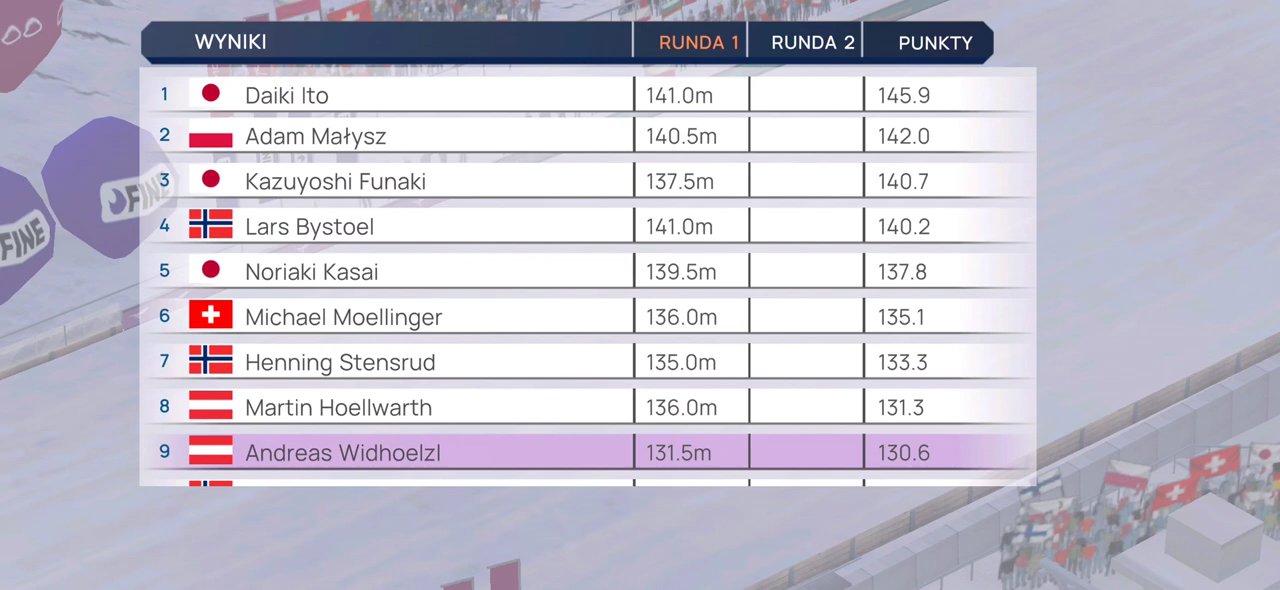 WYNIKI RUNDA 1 RUNDA 2 PUNKTY
1 Daiki Ito 141.0m 145.9
2 Adam Małysz 140.5m 142.0
3 Kazuyoshi Funaki 137.5m 140.7
4 Lars Bystoel 141.0m 140.2
5 Noriaki Kasai 139.5m 137.8
6 Michael Moellinger 136.0m 135.1
7 Henning Stensrud 135.0m 133.3
8 Martin Hoellwarth 136.0m 131.3
9 Andreas Widhoelzl 131.5m 130.6
FINE
FINE